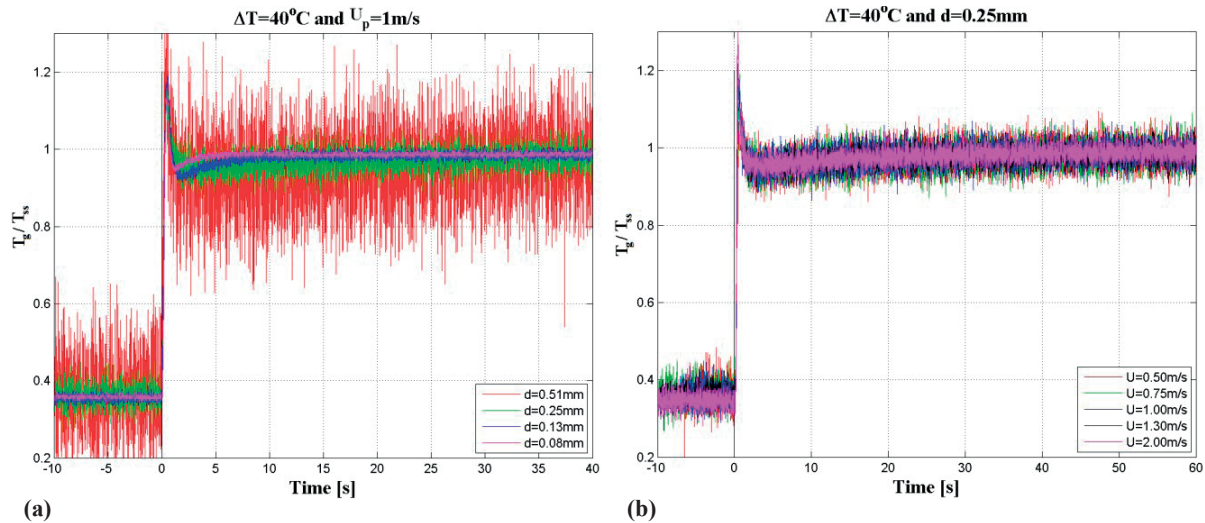 ΔT=40°C and U_p=1m/s
T_g / T_ss
1.2
1
0.8
0.6
0.4
0.2
-10 -5 0 5 10 15 20 25 30 35 40
Time [s]
d=0.51mm
d=0.25mm
d=0.13mm
d=0.08mm
(a)
ΔT=40°C and d=0.25mm
T_g / T_ss
1.2
1
0.8
0.6
0.4
0.2
-10 0 10 20 30 40 50 60
Time [s]
U=0.50m/s
U=0.75m/s
U=1.00m/s
U=1.30m/s
U=2.00m/s
(b)